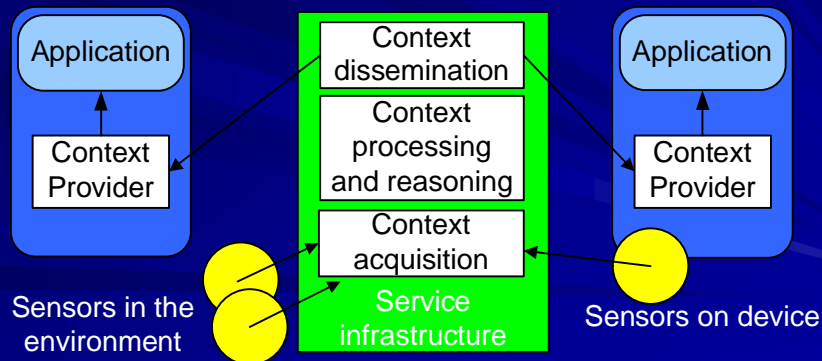 Application
Context
Provider
Context
dissemination
Context
processing
and reasoning
Context
acquisition
Service
infrastructure
Application
Context
Provider
Sensors in the
environment
Sensors on device